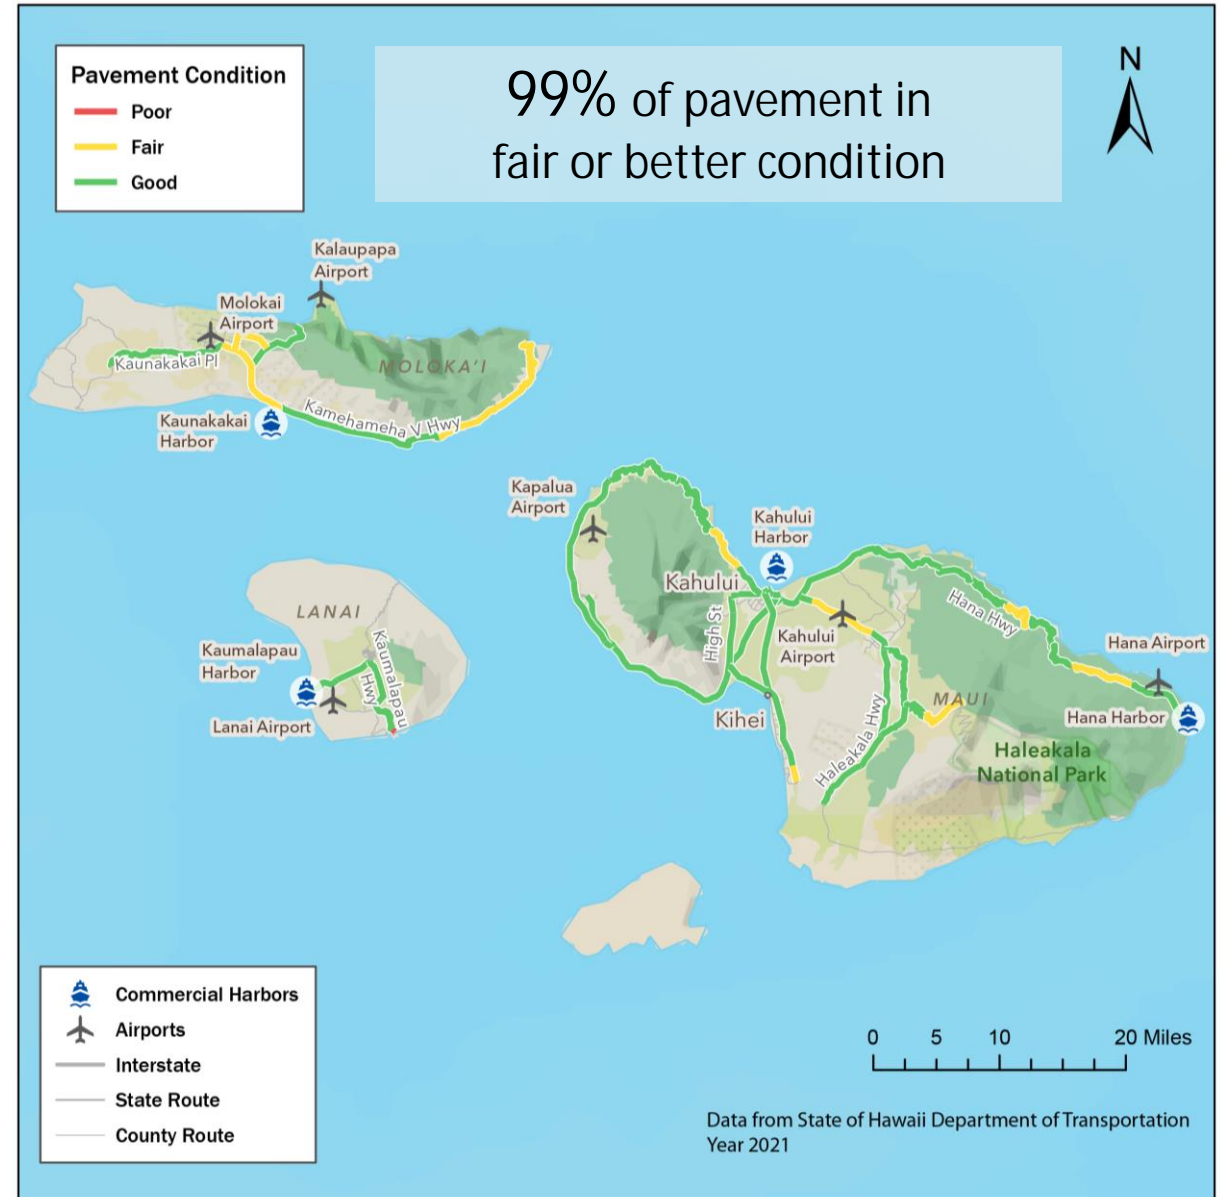 Pavement Condition
Poor
Fair
Good
99% of pavement in
fair or better condition
N
Kalaupapa
Airport
Molokai
Airport
Kaunakakai Pl
MOLOKA'I
Kamehameha V Hwy
Kaunakakai
Harbor
Kapalua
Airport
Kahului
Harbor
Kahului
High St
Kahului
Airport
Hana Hwy
Hana Airport
Hana Harbor
MAUI
Haleakala
National Park
Haleakala Hwy
Kihei
LANAI
Kaumalapau
Harbor
Kaumalapau
Hwy
Lanai Airport
Commercial Harbors
Airports
Interstate
State Route
County Route
0 5 10 20 Miles
Data from State of Hawaii Department of Transportation
Year 2021